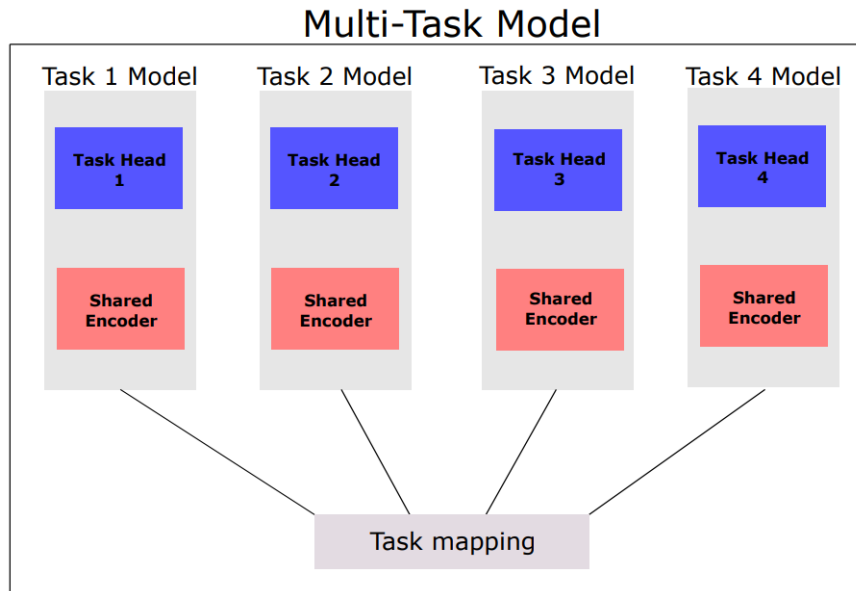 Multi-Task Model
Task 1 Model
Task 2 Model
Task 3 Model
Task 4 Model
Task Head
1
Task Head
2
Task Head
3
Task Head
4
Shared
Encoder
Shared
Encoder
Shared
Encoder
Shared
Encoder
Task mapping